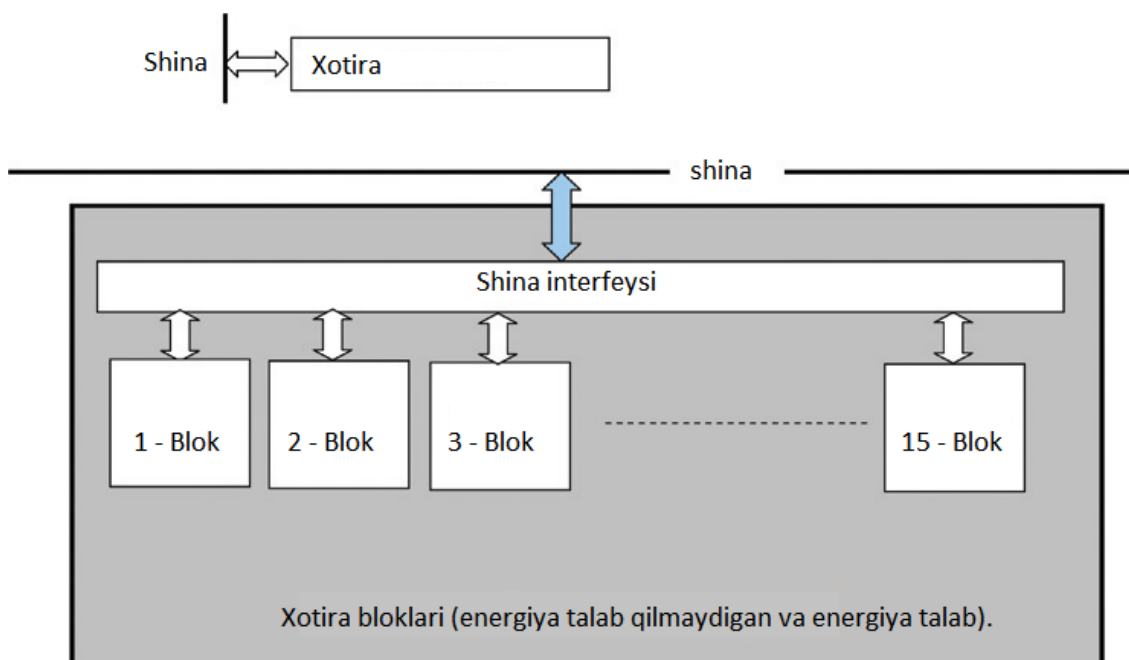 Shina
Xotira
shina
Shina interfeysi
1 - Blok
2 - Blok
3 - Blok
15 - Blok
Xotira bloklari (energiya talab qilmaydigan va energiya talab).